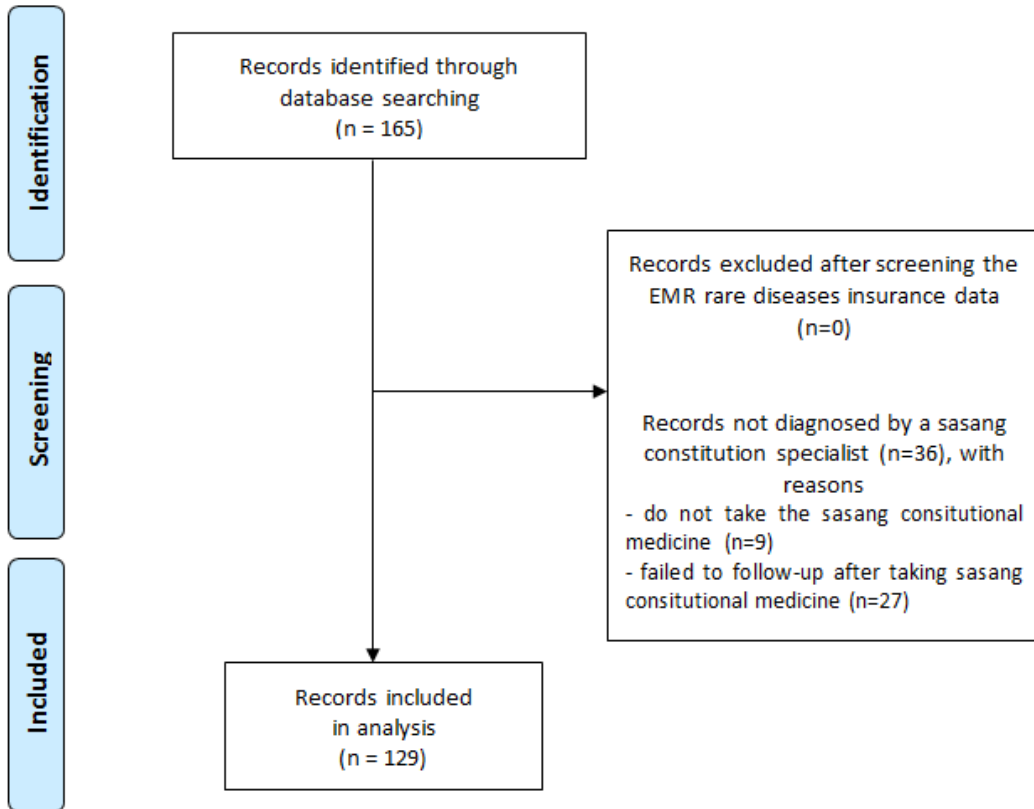 Identification
Records identified through
database searching
(n = 165)
Screening
Records excluded after screening the
EMR rare diseases insurance data
(n=0)
Records not diagnosed by a sasang
constitution specialist (n=36), with
reasons
- do not take the sasang consitutional
medicine (n=9)
- failed to follow-up after taking sasang
consitutional medicine (n=27)
Included
Records included
in analysis
(n = 129)